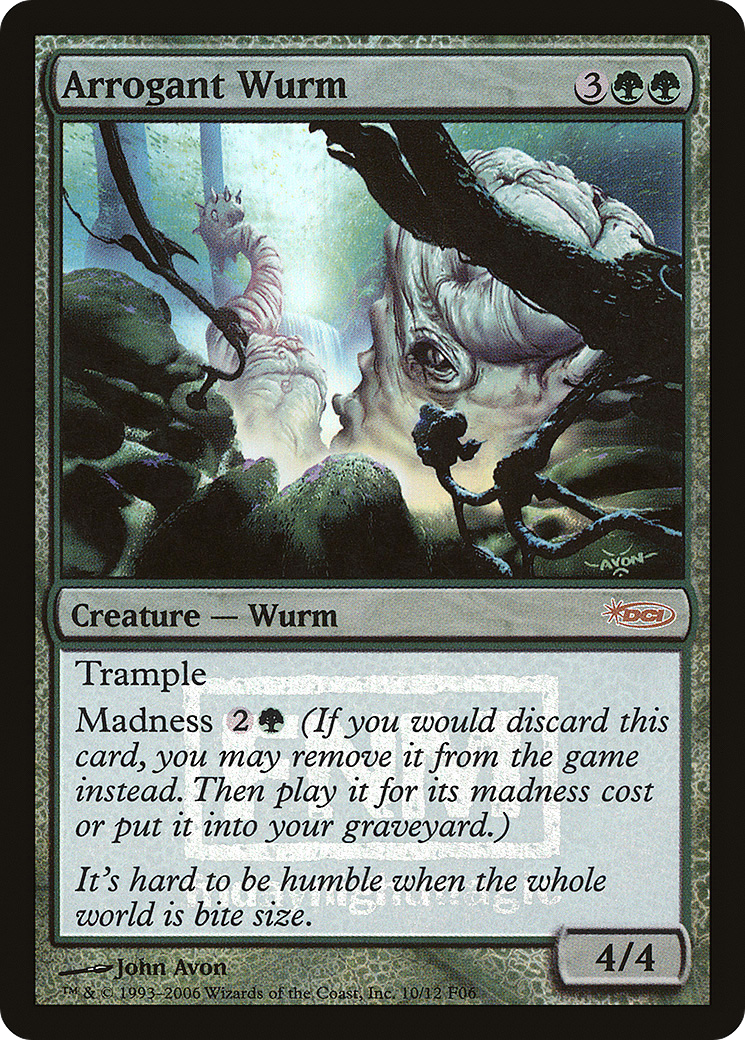 Arrogant Wurm 3
AVON
Creature — Wurm DCI
Trample
Madness 2 (If you would discard this
card, you may remove it from the game
instead. Then play it for its madness cost
or put it into your graveyard.)
FNM
It's hard to be humble when the whole
world is bite size.
fridaynightmagic
4/4
John Avon
™ & © 1993–2006 Wizards of the Coast, Inc. 10/12 F06